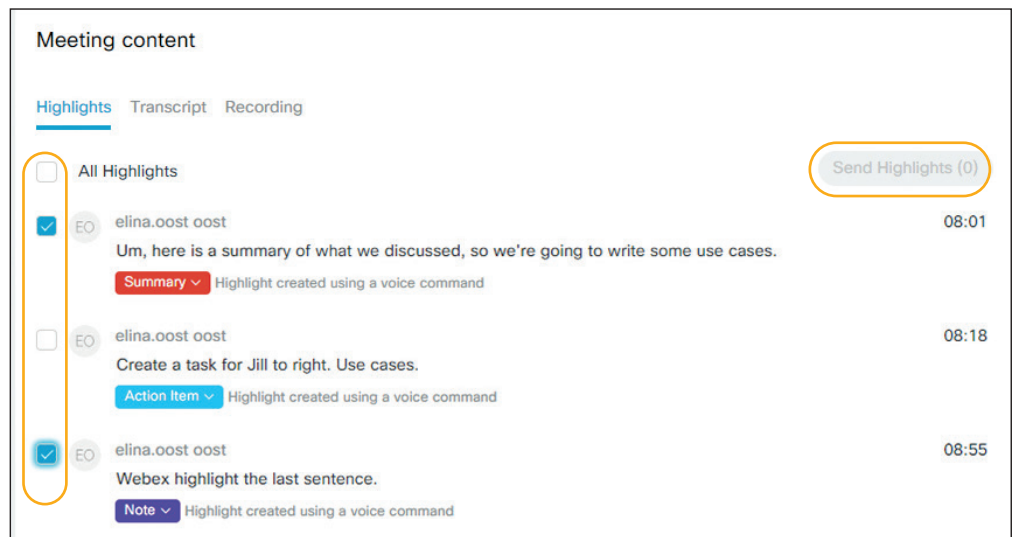 Meeting content
Highlights Transcript Recording
All Highlights Send Highlights (0)
EO elina.oost oost 08:01
Um, here is a summary of what we discussed, so we're going to write some use cases.
Summary Highlight created using a voice command
EO elina.oost oost 08:18
Create a task for Jill to right. Use cases.
Action Item Highlight created using a voice command
EO elina.oost oost 08:55
Webex highlight the last sentence.
Note Highlight created using a voice command